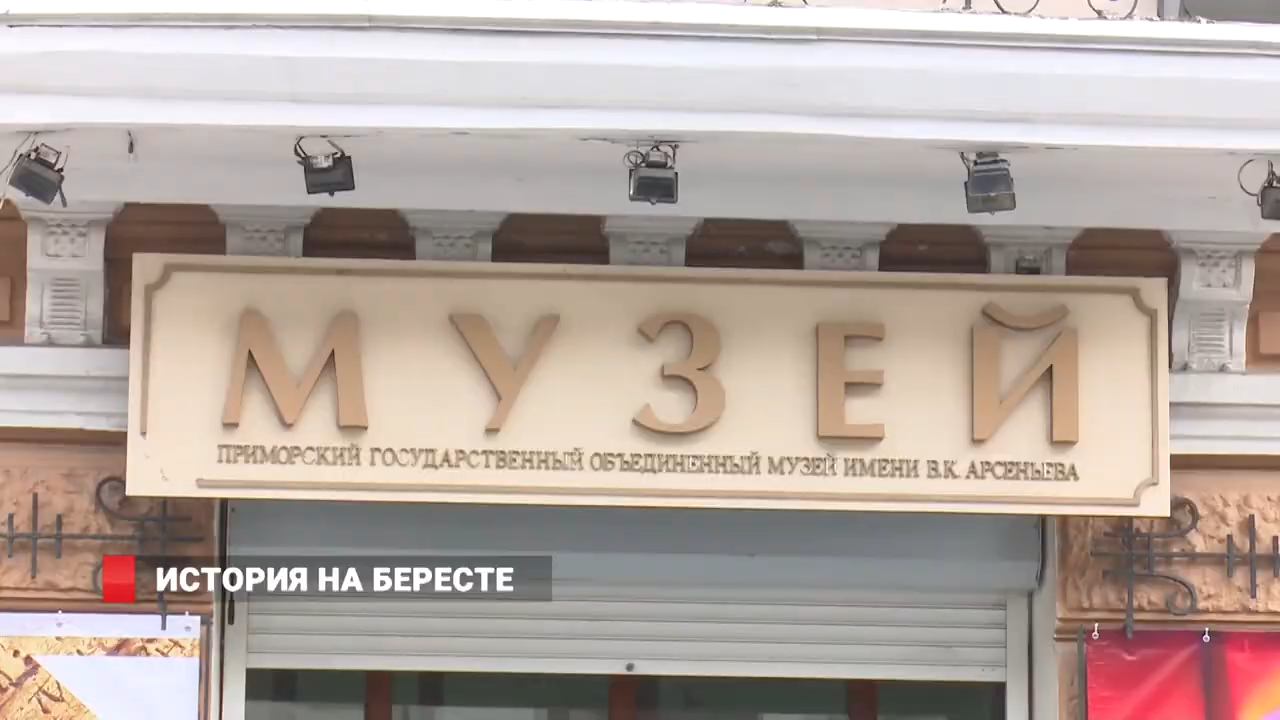 МУЗЕЙ
ПРИМОРСКИЙ ГОСУДАРСТВЕННЫЙ ОБЪЕДИНЕННЫЙ МУЗЕЙ ИМЕНИ В.К. АРСЕНЬЕВА
ИСТОРИЯ НА БЕРЕСТЕ